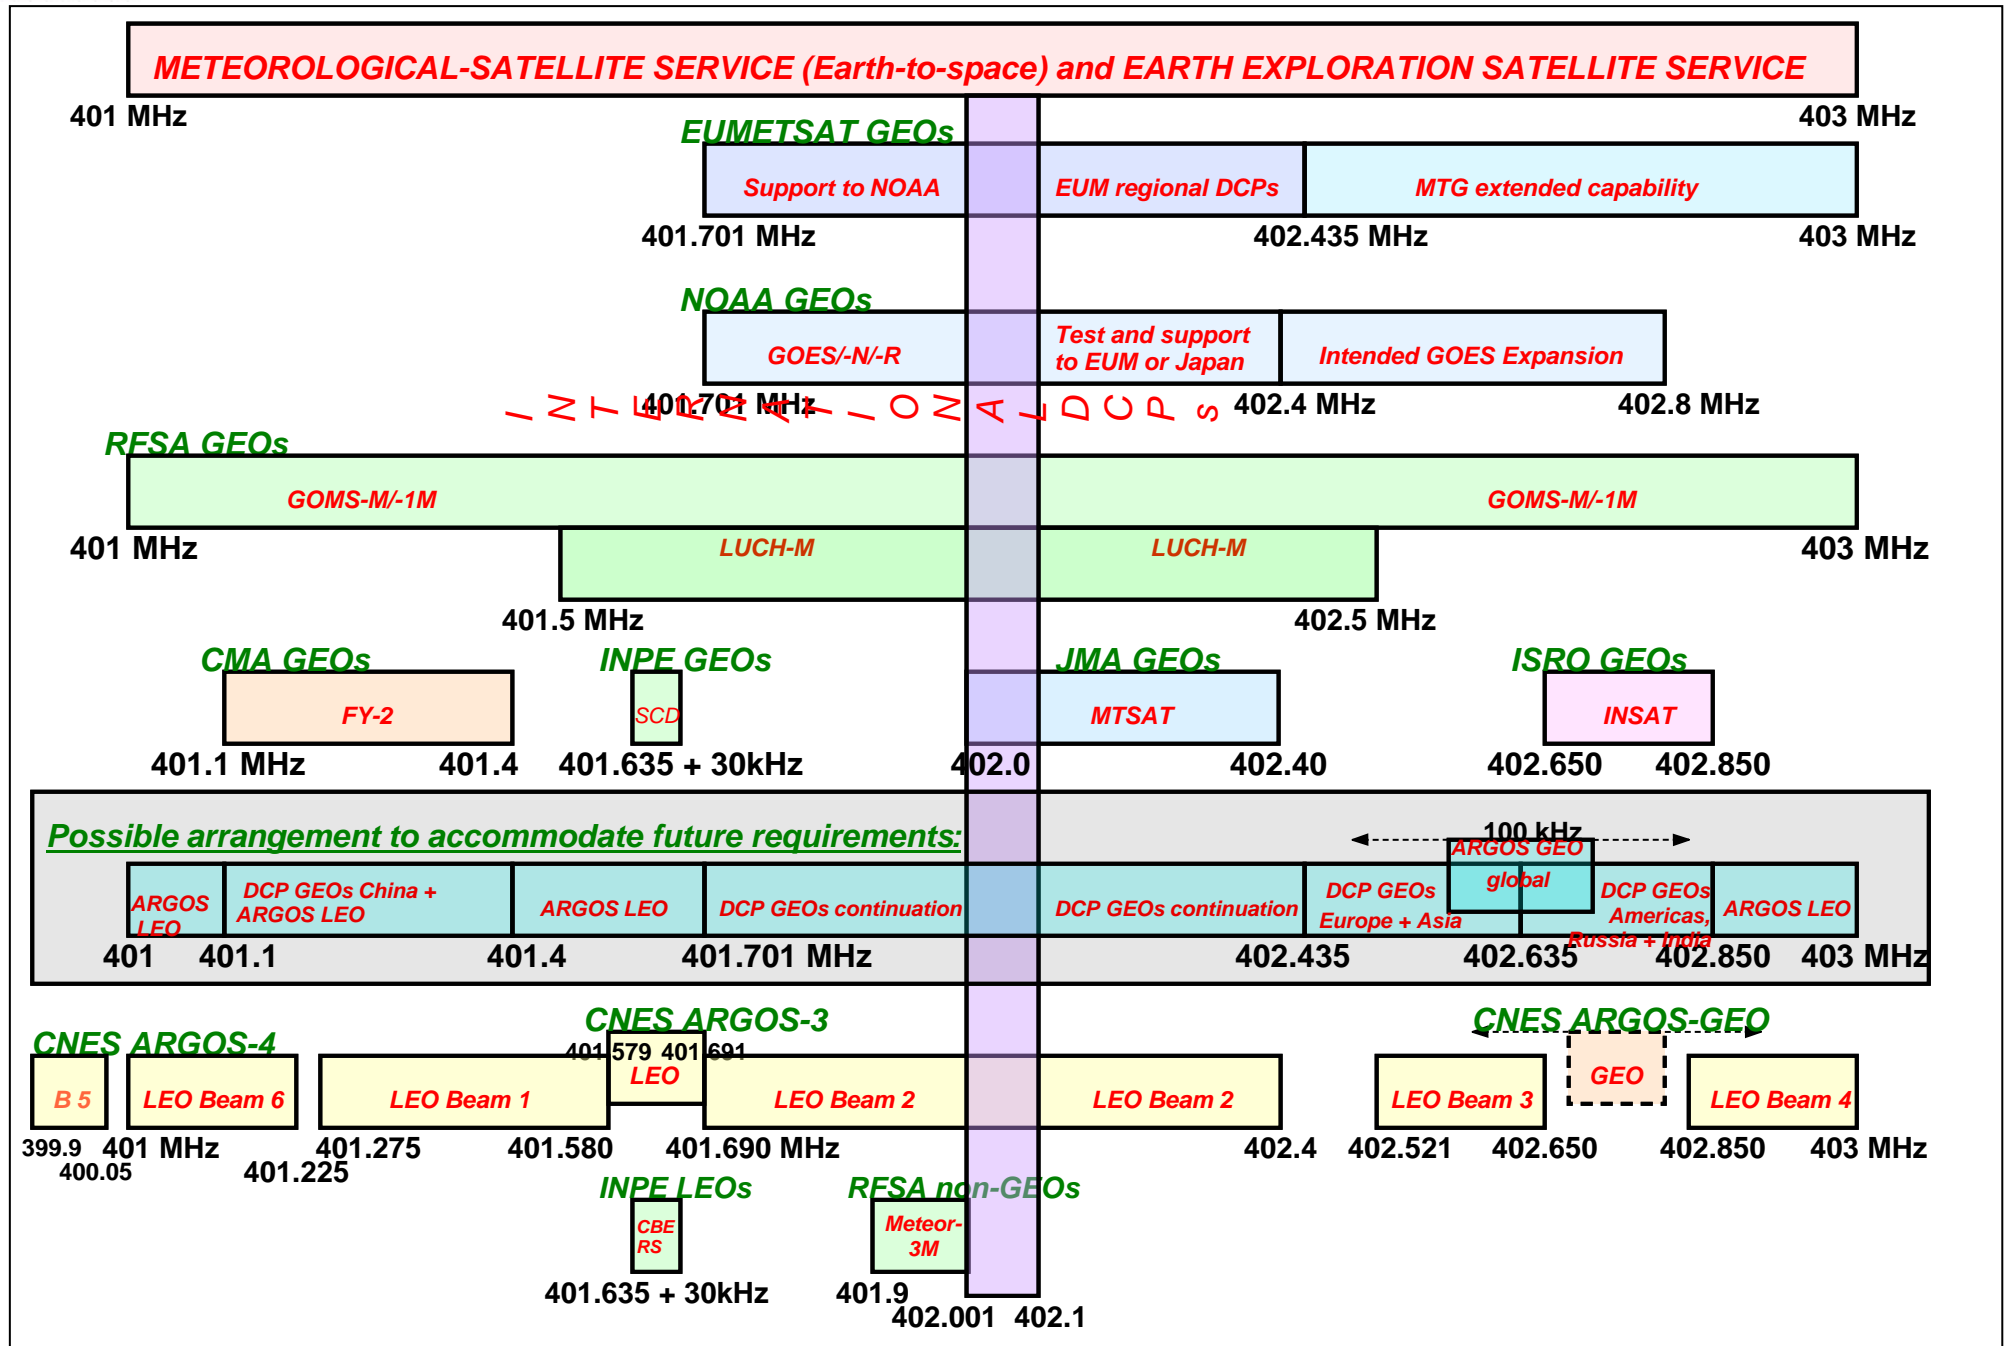 METEOROLOGICAL-SATELLITE SERVICE (Earth-to-space) and EARTH EXPLORATION SATELLITE SERVICE
401 MHz
403 MHz
EUMETSAT GEOs
Support to NOAA
EUM regional DCPs
MTG extended capability
401.701 MHz
402.435 MHz
403 MHz
NOAA GEOs
GOES/-N/-R
Test and support
to EUM or Japan
Intended GOES Expansion
401.701 MHz
402.4 MHz
402.8 MHz
INTERNATIONAL DCPs
RFSA GEOs
GOMS-M/-1M
GOMS-M/-1M
401 MHz
LUCH-M
LUCH-M
403 MHz
401.5 MHz
402.5 MHz
CMA GEOs
INPE GEOs
JMA GEOs
ISRO GEOs
FY-2
SCD
MTSAT
INSAT
401.1 MHz
401.4
401.635 + 30kHz
402.0
402.40
402.650
402.850
Possible arrangement to accommodate future requirements:
100 kHz
ARGOS GEO
global
ARGOS
LEO
DCP GEOs China +
ARGOS LEO
ARGOS LEO
DCP GEOs continuation
DCP GEOs continuation
DCP GEOs
Europe + Asia
DCP GEOs
Americas,
Russia + India
ARGOS LEO
401
401.1
401.4
401.701 MHz
402.435
402.635
402.850
403 MHz
CNES ARGOS-4
CNES ARGOS-3
CNES ARGOS-GEO
401.579 401.691
LEO
GEO
B 5
LEO Beam 6
LEO Beam 1
LEO Beam 2
LEO Beam 2
LEO Beam 3
LEO Beam 4
399.9
400.05
401 MHz
401.225
401.275
401.580
401.690 MHz
402.4
402.521
402.650
402.850
403 MHz
INPE LEOs
RFSA non-GEOs
CBE
RS
Meteor-
3M
401.635 + 30kHz
401.9
402.001
402.1